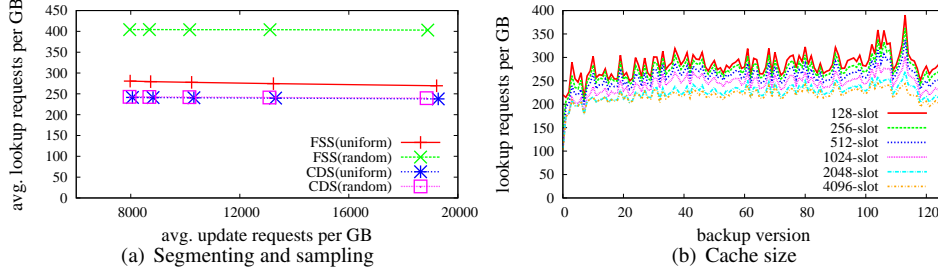 450
400
350
300
250
200
150
100
50
0
avg. lookup requests per GB
FSS(uniform)
FSS(random)
CDS(uniform)
CDS(random)
8000 12000 16000 20000
avg. update requests per GB
(a) Segmenting and sampling
400
350
300
250
200
150
100
50
0
lookup requests per GB
128-slot
256-slot
512-slot
1024-slot
2048-slot
4096-slot
0 20 40 60 80 100 120
backup version
(b) Cache size